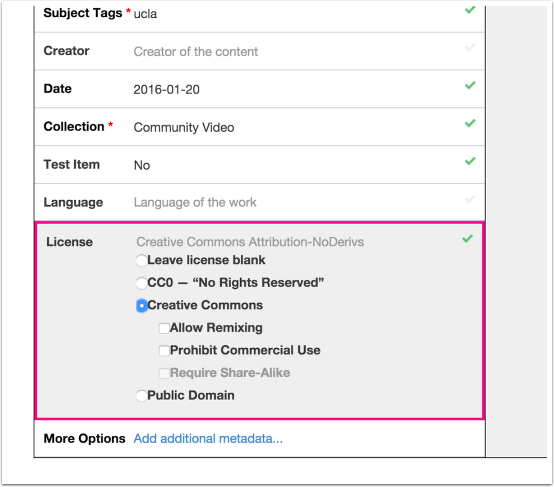 Subject Tags * ucla
Creator Creator of the content
Date 2016-01-20
Collection * Community Video
Test Item No
Language Language of the work
License Creative Commons Attribution-NoDerivs
Leave license blank
CC0 — “No Rights Reserved”
Creative Commons
Allow Remixing
Prohibit Commercial Use
Require Share-Alike
Public Domain
More Options Add additional metadata...